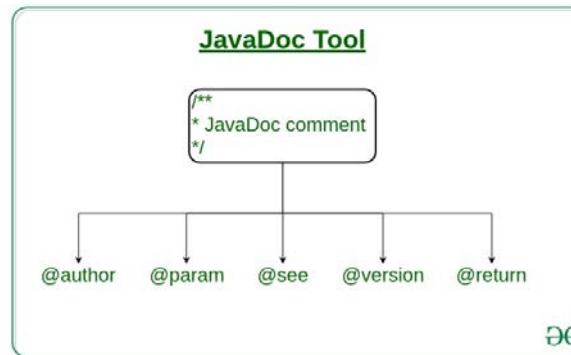 JavaDoc Tool
/**
* JavaDoc comment
*/
@author @param @see @version @return